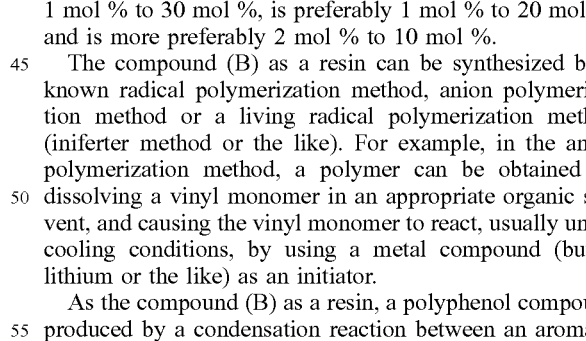 1 mol % to 30 mol %, is preferably 1 mol % to 20 mol
and is more preferably 2 mol % to 10 mol %.
45 The compound (B) as a resin can be synthesized b
known radical polymerization method, anion polymeri
tion method or a living radical polymerization meth
(iniferter method or the like). For example, in the an
polymerization method, a polymer can be obtained
50 dissolving a vinyl monomer in an appropriate organic s
vent, and causing the vinyl monomer to react, usually un
cooling conditions, by using a metal compound (bu
lithium or the like) as an initiator.
As the compound (B) as a resin, a polyphenol compou
55 produced by a condensation reaction between an aroma